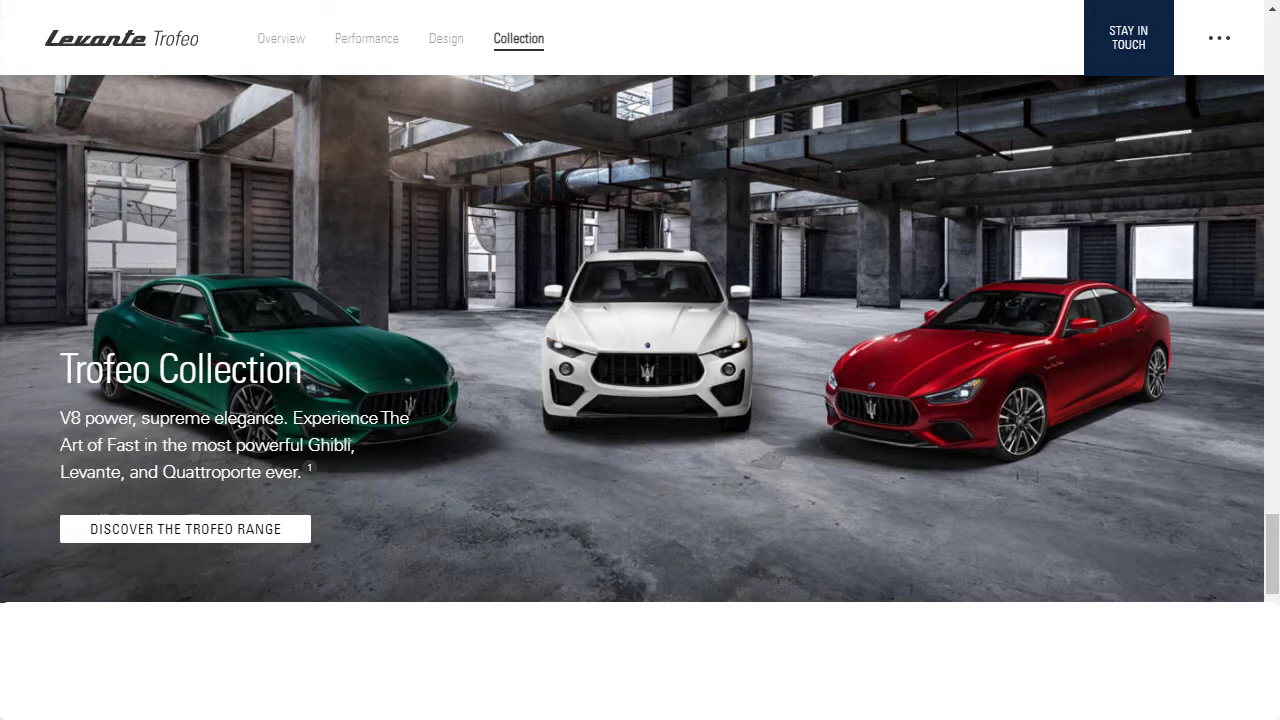 Levante Trofeo
Overview
Performance
Design
Collection
STAY IN
TOUCH
Trofeo Collection
V8 power, supreme elegance. Experience The
Art of Fast in the most powerful Ghibli,
Levante, and Quattroporte ever. 1
DISCOVER THE TROFEO RANGE